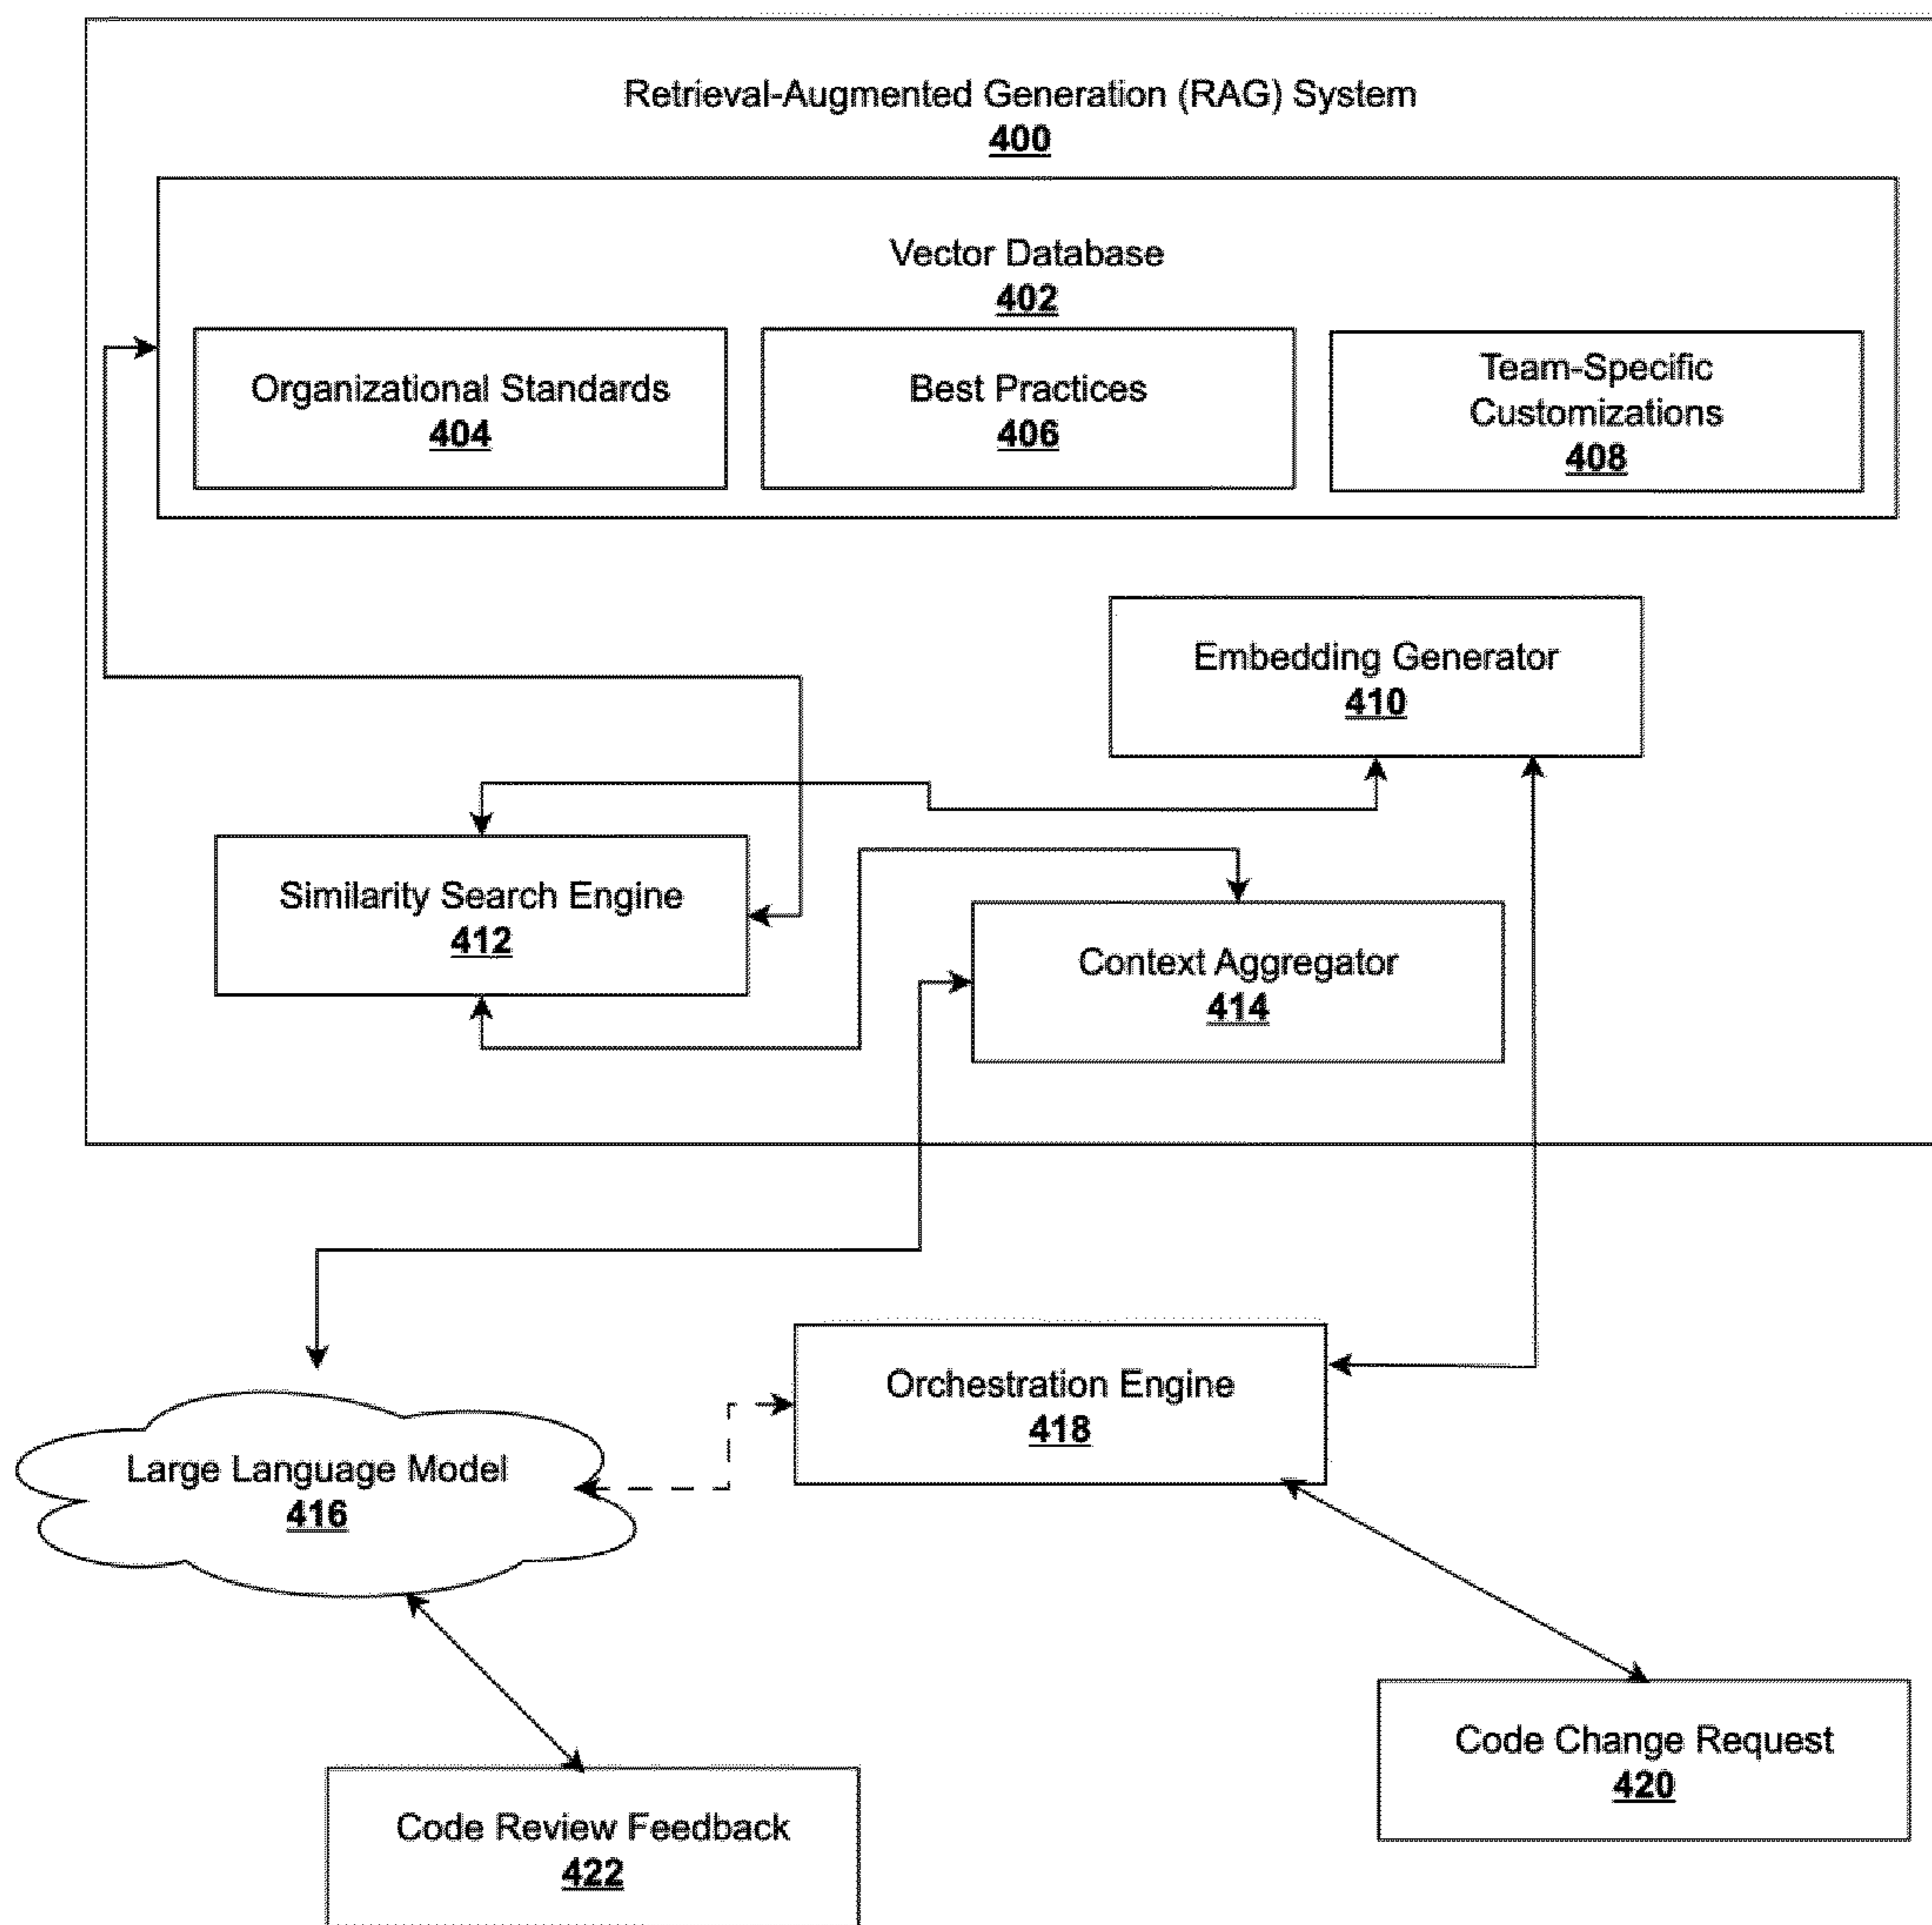 Retrieval-Augmented Generation (RAG) System
400
Vector Database
402
Organizational Standards
404
Best Practices
406
Team-Specific
Customizations
408
Embedding Generator
410
Similarity Search Engine
412
Context Aggregator
414
Orchestration Engine
418
Large Language Model
416
Code Change Request
420
Code Review Feedback
422